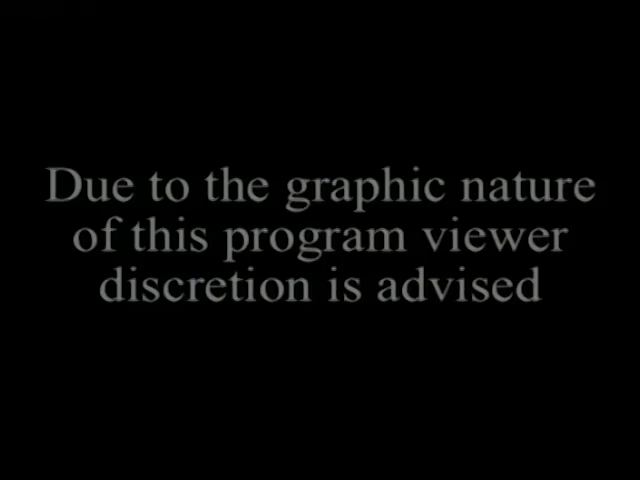 Due to the graphic nature
of this program viewer
discretion is advised